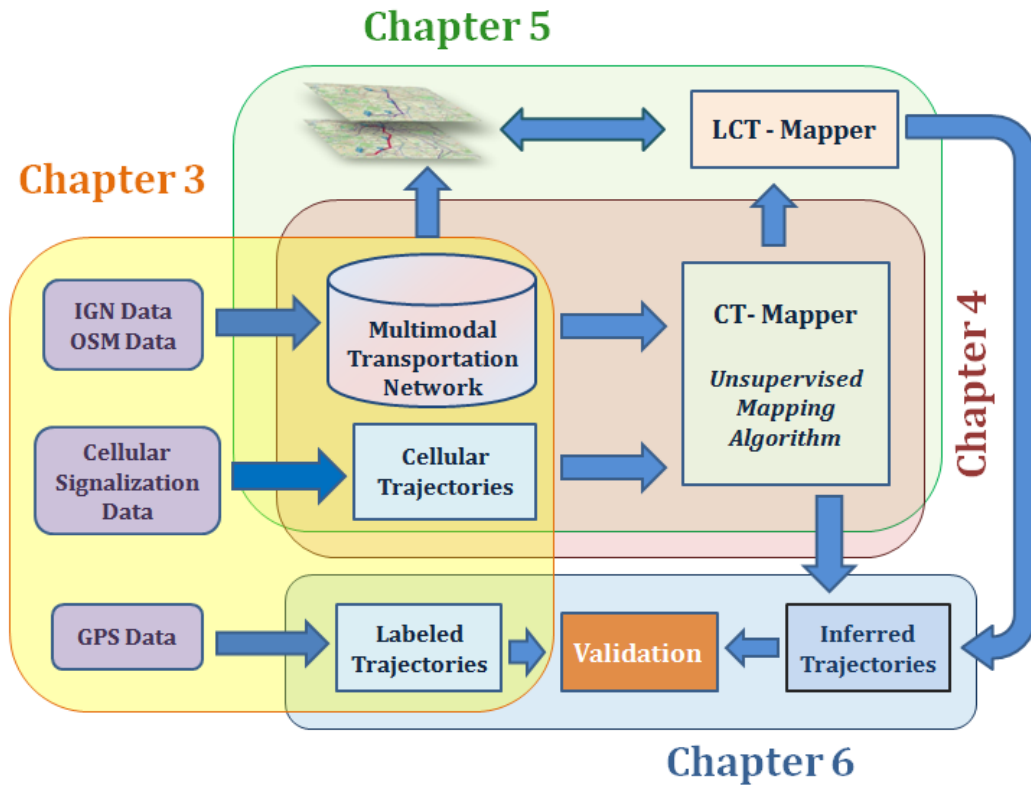 Chapter 5
LCT - Mapper
Chapter 3
IGN Data
OSM Data
Multimodal
Transportation
Network
CT- Mapper
Unsupervised
Mapping
Algorithm
Chapter 4
Cellular
Signalization
Data
Cellular
Trajectories
GPS Data
Labeled
Trajectories
Validation
Inferred
Trajectories
Chapter 6